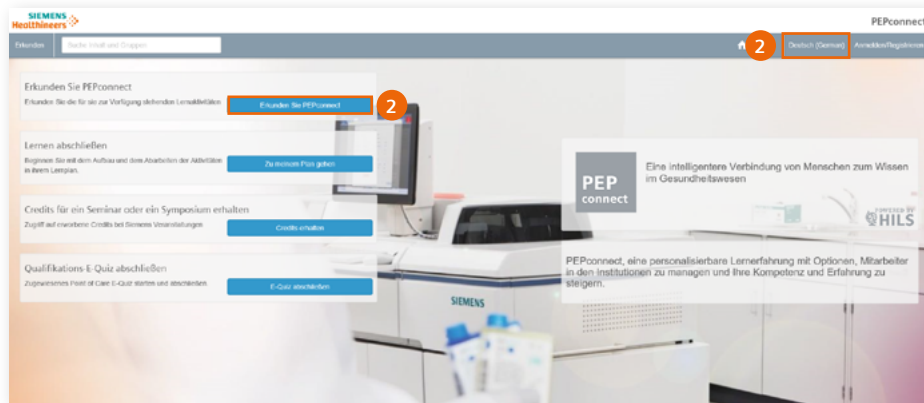 SIEMENS
Healthineers
PEPconnect
Erkunden
Suche Inhalt und Gruppen
2
Deutsch (German)
Anmelden/Registrieren
Erkunden Sie PEPconnect
Erkunden Sie die für sie zur Verfügung stehenden Lernaktivitäten
Erkunden Sie PEPconnect
2
Lernen abschließen
Beginnen Sie mit dem Aufbau und dem Abarbeiten der Aktivitäten
in ihrem Lernplan.
Zu meinem Plan gehen
Credits für ein Seminar oder ein Symposium erhalten
Zugriff auf erworbene Credits bei Siemens Veranstaltungen
Credits erhalten
Qualifikations-E-Quiz abschließen
Zugewiesenes Point of Care E-Quiz starten und abschließen
E-Quiz abschließen
PEP
connect
Eine intelligentere Verbindung von Menschen zum Wissen
im Gesundheitswesen
POWERED BY
HILS
PEPconnect, eine personalisierbare Lernerfahrung mit Optionen, Mitarbeiter
in den Institutionen zu managen und Ihre Kompetenz und Erfahrung zu
steigern.
SIEMENS